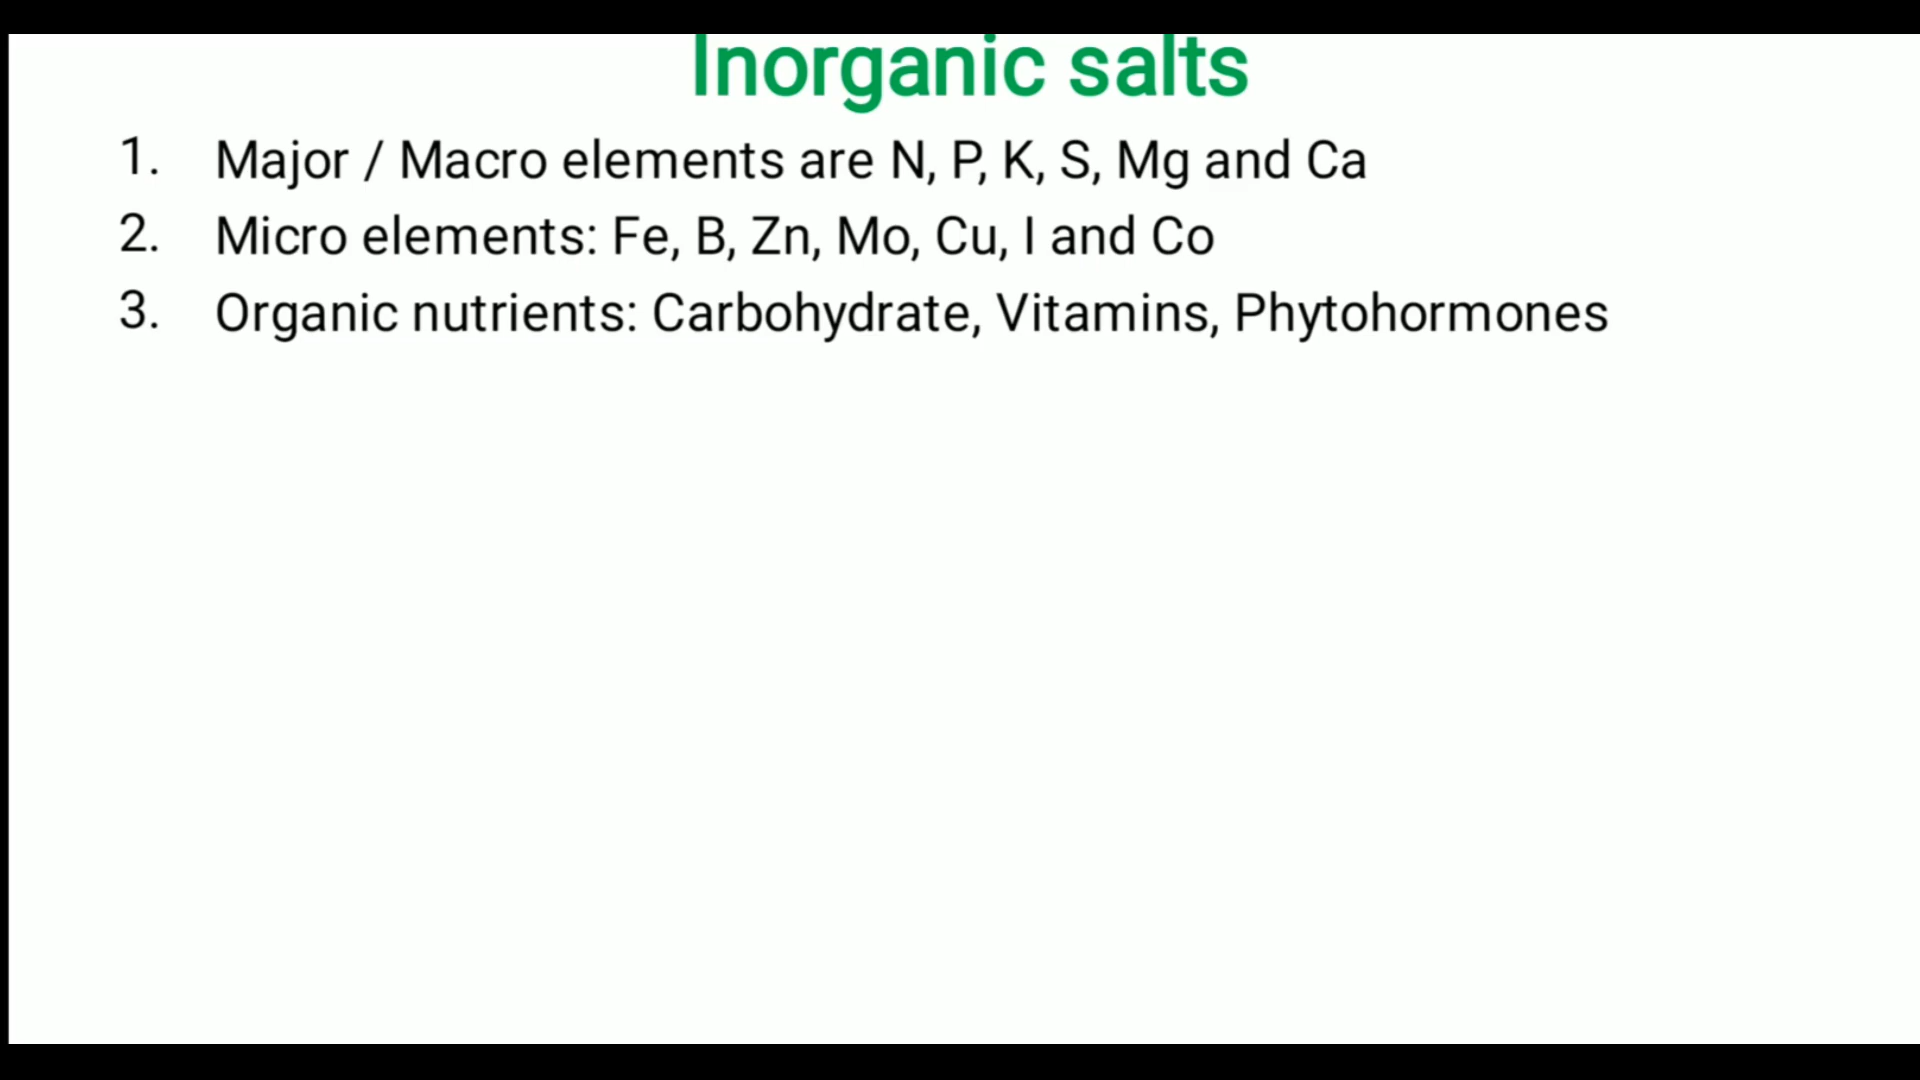 Inorganic salts
1. Major / Macro elements are N, P, K, S, Mg and Ca
2. Micro elements: Fe, B, Zn, Mo, Cu, I and Co
3. Organic nutrients: Carbohydrate, Vitamins, Phytohormones